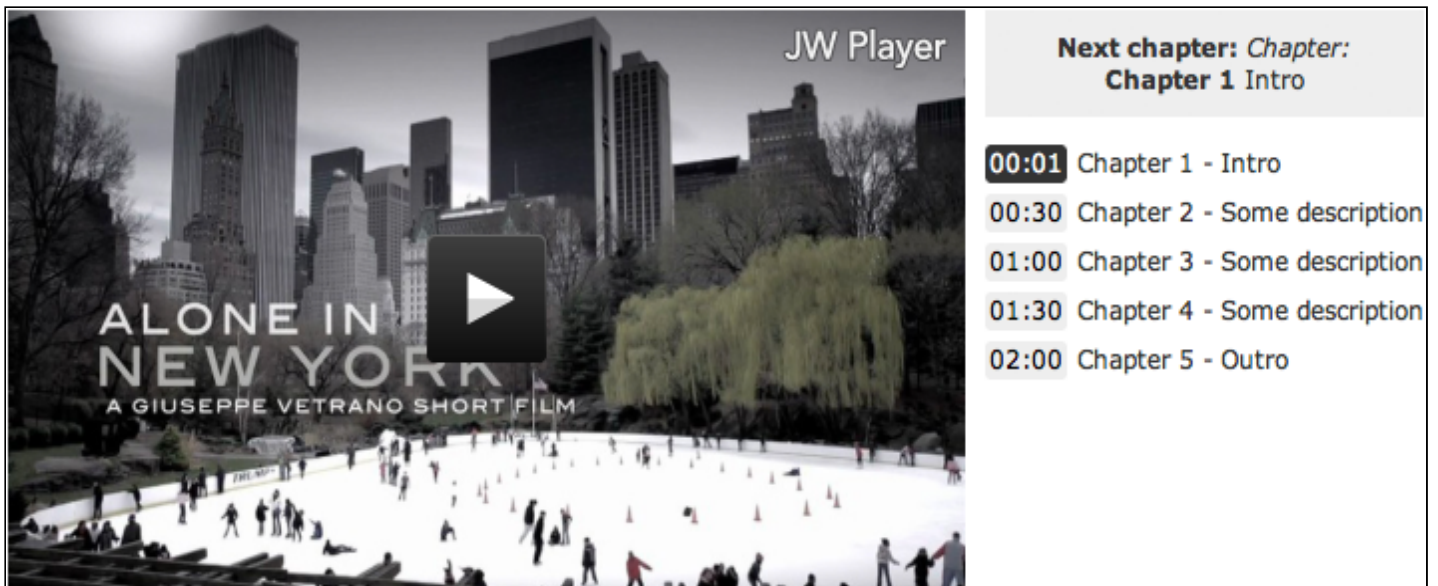 JW Player
ALONE IN
NEW YORK
A GIUSEPPE VETRANO SHORT FILM
Next chapter: Chapter:
Chapter 1 Intro
00:01 Chapter 1 - Intro
00:30 Chapter 2 - Some description
01:00 Chapter 3 - Some description
01:30 Chapter 4 - Some description
02:00 Chapter 5 - Outro